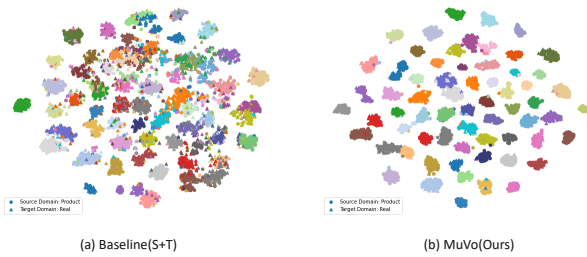 Source Domain: Product
Target Domain: Real
Source Domain: Product
Target Domain: Real
(a) Baseline(S+T)
(b) MuVo(Ours)